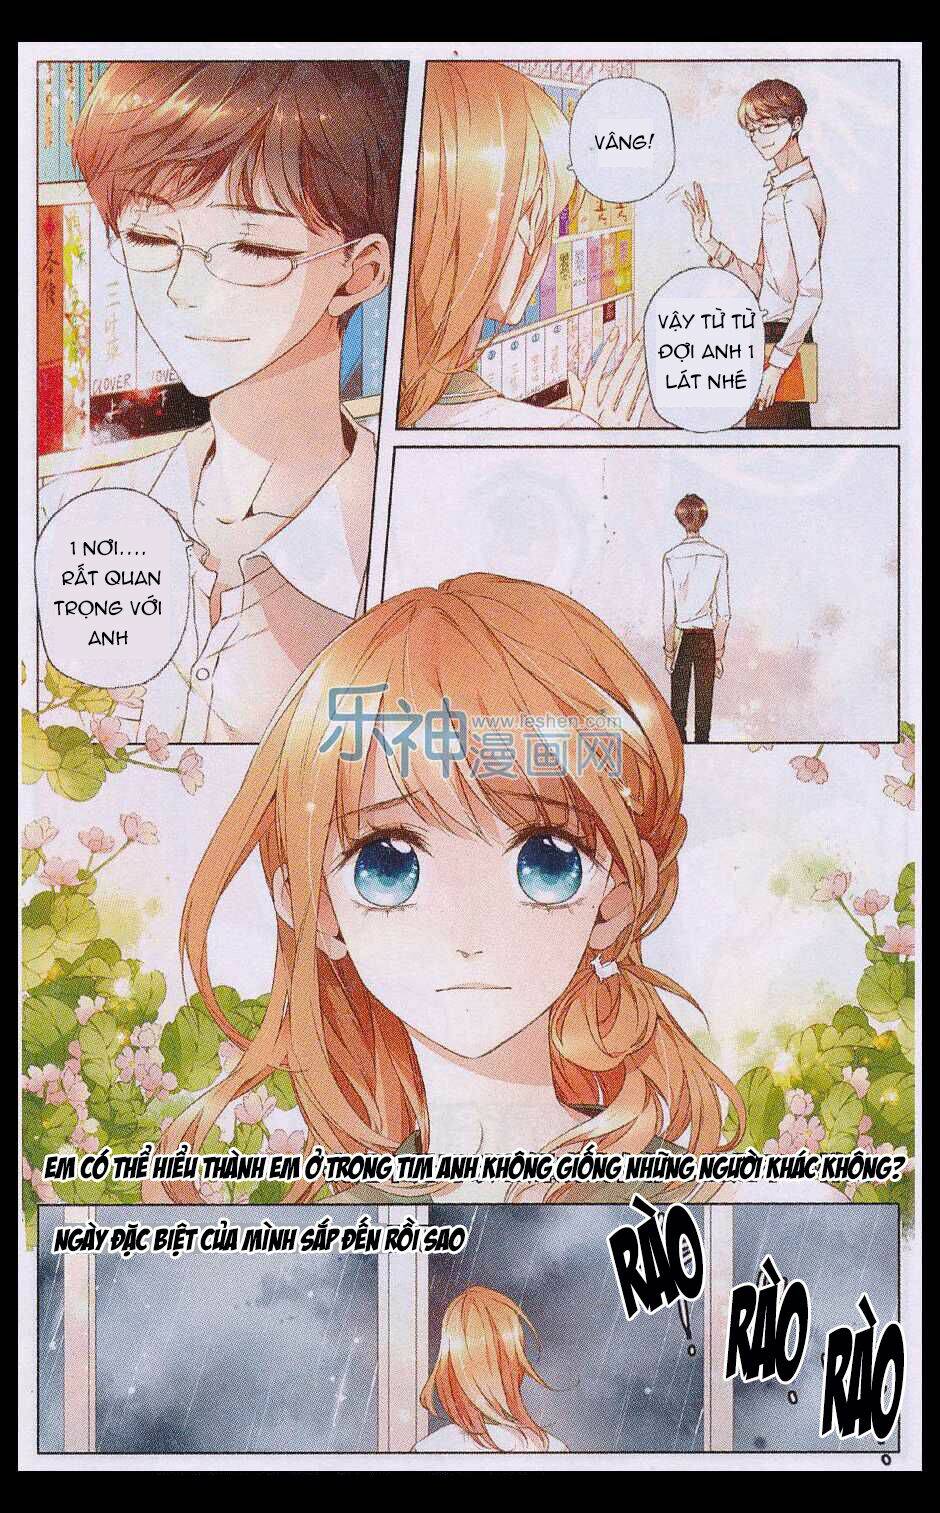 1 NƠI....
RẤT QUAN
TRỌNG VỚI
ANH
VÂNG!
VẬY TỪ TỪ
ĐỢI ANH 1
LÁT NHÉ
CLOVER
乐神漫画网
www.leshen.com
EM CÓ THỂ HIỂU THÀNH EM Ở TRONG TIM ANH KHÔNG GIỐNG NHỮNG NGƯỜI KHÁC KHÔNG?
NGÀY ĐẶC BIỆT CỦA MÌNH SẮP ĐẾN RỒI SAO
RÀO
RÀO
RÀO